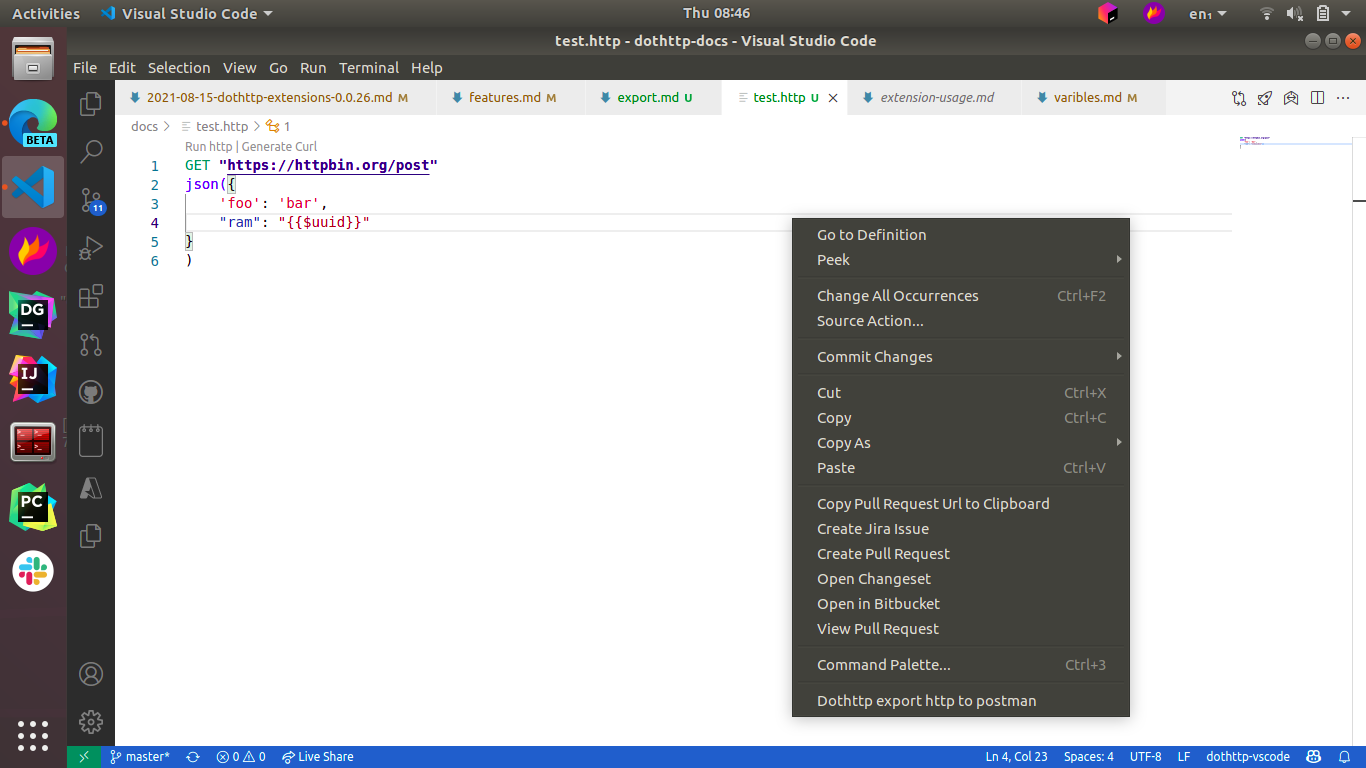 Activities Visual Studio Code Thu 08:46 en₁
test.http - dothttp-docs - Visual Studio Code
File Edit Selection View Go Run Terminal Help
2021-08-15-dothttp-extensions-0.0.26.md M features.md M export.md U test.http U extension-usage.md varibles.md M
docs > test.http > 1
Run http | Generate Curl
1 GET "https://httpbin.org/post"
2 json({
3 'foo': 'bar',
4 "ram": "{{$uuid}}"
5 }
6 )
Go to Definition
Peek
Change All Occurrences Ctrl+F2
Source Action...
Commit Changes
Cut Ctrl+X
Copy Ctrl+C
Copy As
Paste Ctrl+V
Copy Pull Request Url to Clipboard
Create Jira Issue
Create Pull Request
Open Changeset
Open in Bitbucket
View Pull Request
Command Palette... Ctrl+3
Dothttp export http to postman
BETA
11
DG
IJ
PC
master* 0 0 Live Share Ln 4, Col 23 Spaces: 4 UTF-8 LF dothttp-vscode